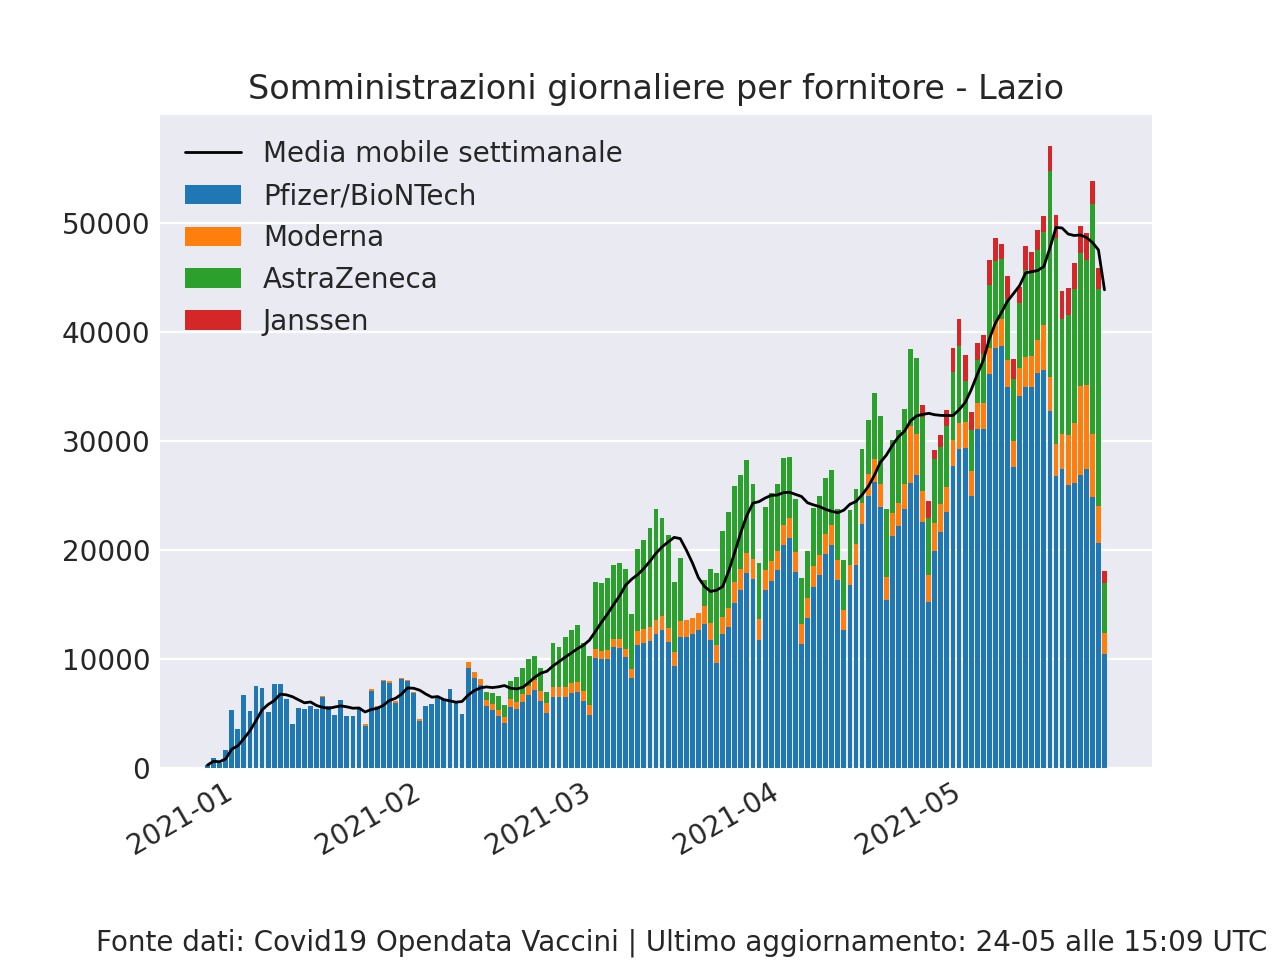 Somministrazioni giornaliere per fornitore - Lazio
Media mobile settimanale
Pfizer/BioNTech
Moderna
AstraZeneca
Janssen
50000
40000
30000
20000
10000
0
2021-01
2021-02
2021-03
2021-04
2021-05
Fonte dati: Covid19 Opendata Vaccini | Ultimo aggiornamento: 24-05 alle 15:09 UTC